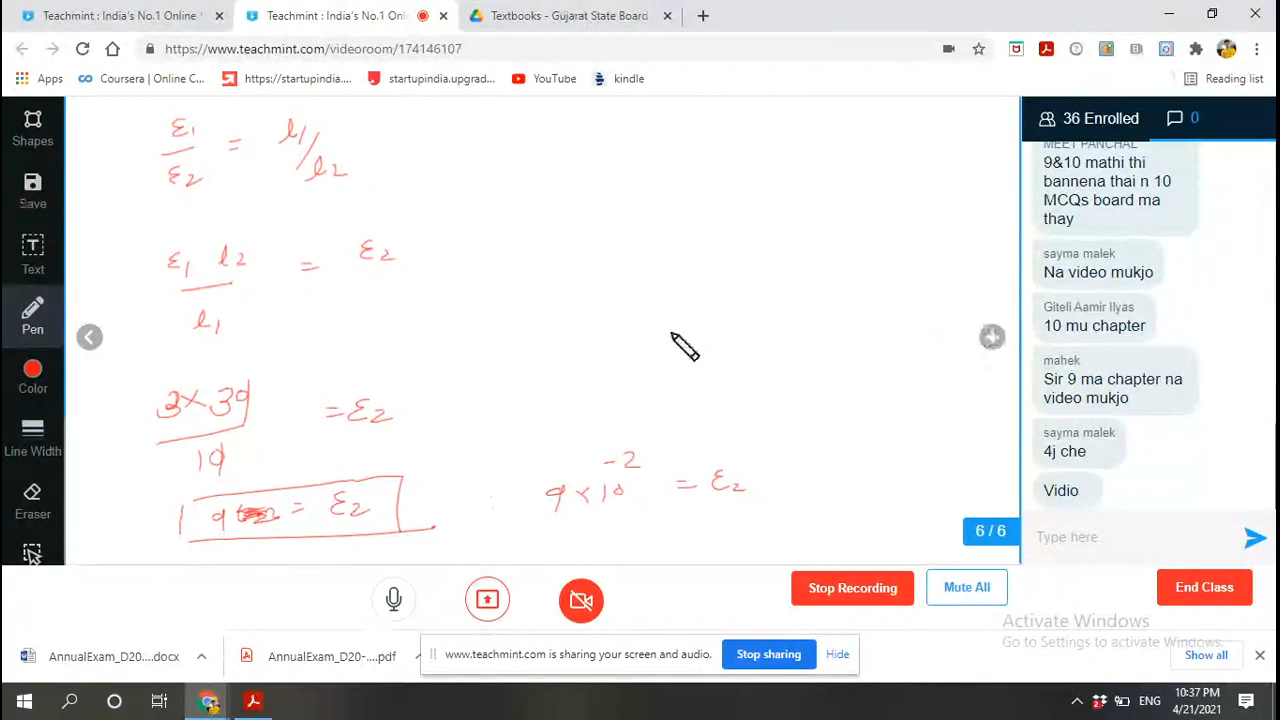 Teachmint : India's No.1 Online
Teachmint : India's No.1 Onli
Textbooks - Gujarat State Board
https://www.teachmint.com/videoroom/174146107
Apps
Coursera | Online C...
https://startupindia....
startupindia.upgrad...
YouTube
kindle
Reading list
Shapes
Save
Text
Pen
Color
Line Width
Eraser
ε1/ε2 = l1/l2
ε1 l2/l1 = ε2
3×30/10 = ε2
9 = ε2
9×10^-2 = ε2
6 / 6
36 Enrolled
0
MEET PANCHAL
9&10 mathi thi
bannena thai n 10
MCQs board ma
thay
sayma malek
Na video mukjo
Giteli Aamir Ilyas
10 mu chapter
mahek
Sir 9 ma chapter na
video mukjo
sayma malek
4j che
Vidio
Type here
Stop Recording
Mute All
End Class
Activate Windows
Go to Settings to activate Windows.
AnnualExam_D20....docx
AnnualExam_D20-....pdf
www.teachmint.com is sharing your screen and audio.
Stop sharing
Hide
Show all
ENG
10:37 PM
4/21/2021